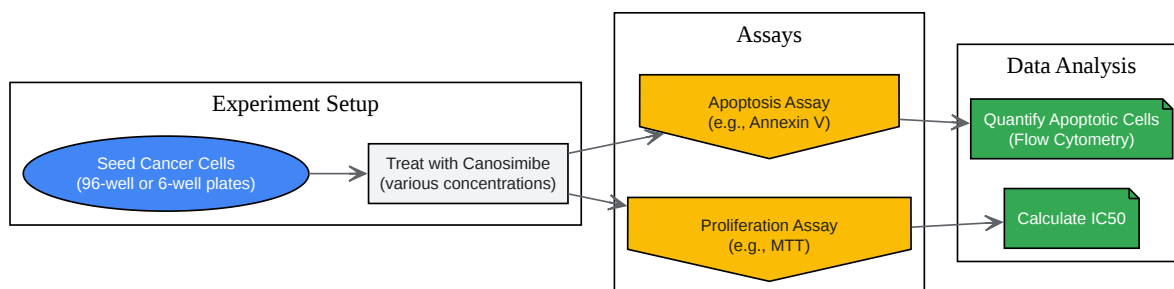 Experiment Setup
Seed Cancer Cells
(96-well or 6-well plates)
Treat with Canosimibe
(various concentrations)
Assays
Apoptosis Assay
(e.g., Annexin V)
Proliferation Assay
(e.g., MTT)
Data Analysis
Quantify Apoptotic Cells
(Flow Cytometry)
Calculate IC50